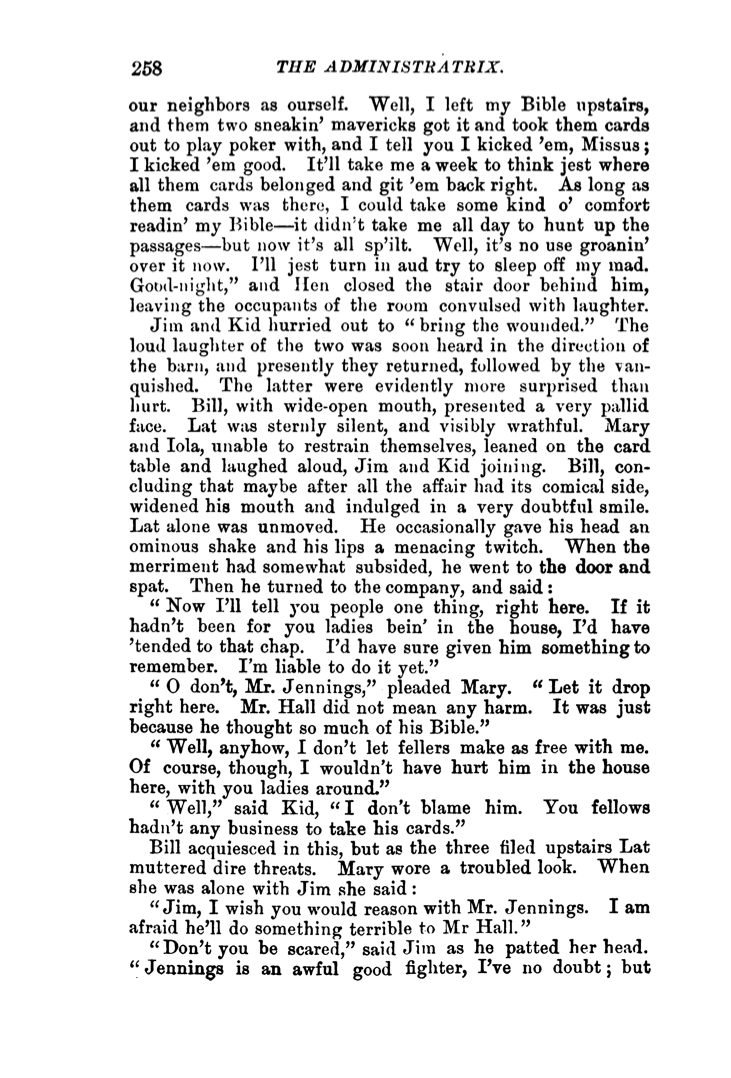 258 THE ADMINISTRATRIX.
our neighbors as ourself. Well, I left my Bible upstairs,
and them two sneakin' mavericks got it and took them cards
out to play poker with, and I tell you I kicked 'em, Missus;
I kicked 'em good. It'll take me a week to think jest where
all them cards belonged and git 'em back right. As long as
them cards was there, I could take some kind o' comfort
readin' my Bible—it didn't take me all day to hunt up the
passages—but now it's all sp'ilt. Well, it's no use groanin'
over it now. I'll jest turn in aud try to sleep off my mad.
Good-night," and Hen closed the stair door behind him,
leaving the occupants of the room convulsed with laughter.
Jim and Kid hurried out to "bring the wounded." The
loud laughter of the two was soon heard in the direction of
the barn, and presently they returned, followed by the van-
quished. The latter were evidently more surprised than
hurt. Bill, with wide-open mouth, presented a very pallid
face. Lat was sternly silent, and visibly wrathful. Mary
and Iola, unable to restrain themselves, leaned on the card
table and laughed aloud, Jim and Kid joining. Bill, con-
cluding that maybe after all the affair had its comical side,
widened his mouth and indulged in a very doubtful smile.
Lat alone was unmoved. He occasionally gave his head an
ominous shake and his lips a menacing twitch. When the
merriment had somewhat subsided, he went to the door and
spat. Then he turned to the company, and said:
"Now I'll tell you people one thing, right here. If it
hadn't been for you ladies bein' in the house, I'd have
'tended to that chap. I'd have sure given him something to
remember. I'm liable to do it yet."
"O don't, Mr. Jennings," pleaded Mary. "Let it drop
right here. Mr. Hall did not mean any harm. It was just
because he thought so much of his Bible."
"Well, anyhow, I don't let fellers make as free with me.
Of course, though, I wouldn't have hurt him in the house
here, with you ladies around."
"Well," said Kid, "I don't blame him. You fellows
hadn't any business to take his cards."
Bill acquiesced in this, but as the three filed upstairs Lat
muttered dire threats. Mary wore a troubled look. When
she was alone with Jim she said:
"Jim, I wish you would reason with Mr. Jennings. I am
afraid he'll do something terrible to Mr Hall."
"Don't you be scared," said Jim as he patted her head.
"Jennings is an awful good fighter, I've no doubt; but